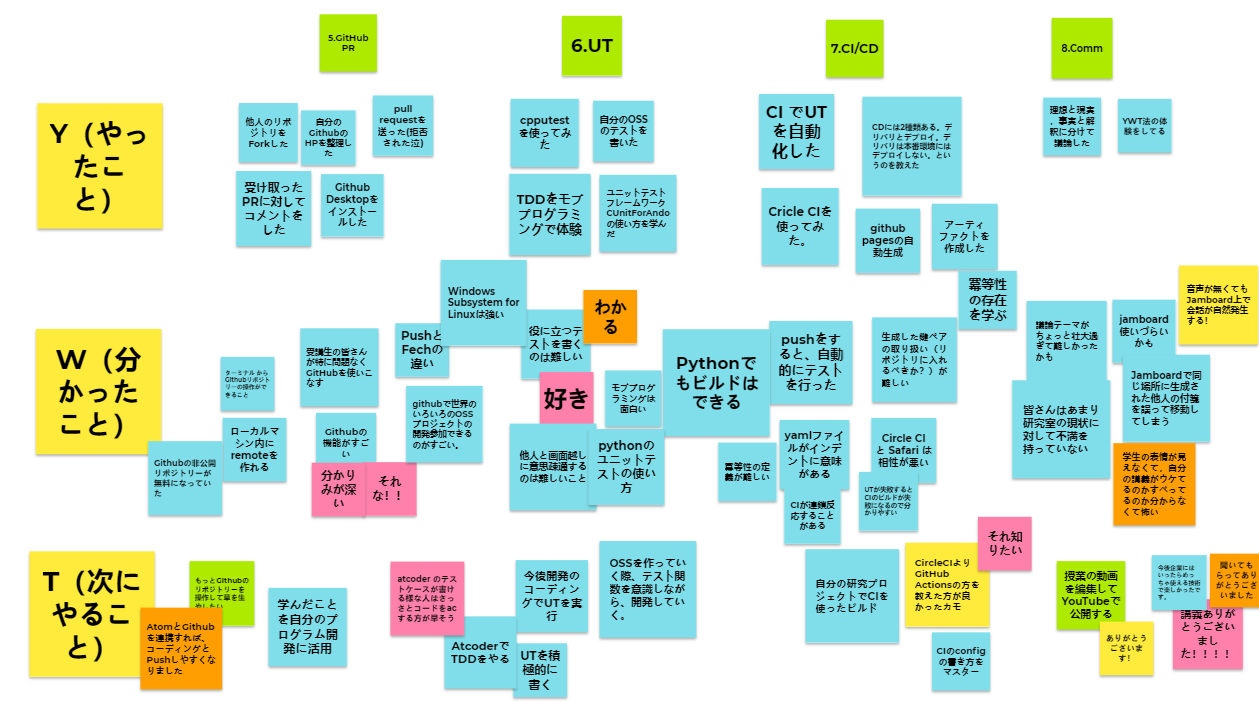 5.GitHub
PR
6.UT
7.CI/CD
8.Comm
Y（やっ
たこ
と）
他人のリポ
ジトリを
Forkした
自分の
Githubの
HPを整理し
た
pull
requestを
送った(拒否
された泣)
受け取った
PRに対して
コメントを
した
Github
Desktopを
インストー
ルした
cpputest
を使ってみ
た
自分のOSS
のテストを
書いた
TDDをモブ
プログラミ
ングで体験
ユニットテスト
フレームワーク
CUnitForAndo
の使い方を学ん
だ
CI でUT
を自動
化した
CDには2種類ある。デ
リバリとデプロイ。デ
リバリは本番環境には
デプロイしない。とい
うのを教えた
Cricle CIを
使ってみ
た。
github
pagesの自
動生成
アーティ
ファクトを
作成した
理想と現実
、事実と解
釈に分けて
議論した
YWT法の体
験をしてる
W（分
かった
こと）
ターミナル から
Githubリポジト
リーの操作がで
きること
受講生の皆さん
が特に問題なく
GitHubを使いこ
なす
Pushと
Fechの
違い
Windows
Subsystem for
Linuxは強い
githubで世界の
いろいろのOSS
プロジェクトの
開発参加できる
のがすごい。
ローカルマ
シン内に
remoteを
作れる
Githubの
機能がすご
い
Githubの非公開
リポジトリーが
無料になってい
た
分かり
みが深
い
それ
な！！
役に立つテ
ストを書く
のは難しい
わか
る
好き
モブプログ
ラミングは
面白い
他人と画面越し
に意思疎通する
のは難しいこと
pythonの
ユニットテ
ストの使い
方
Pythonで
もビルドは
できる
pushをす
ると、自動
的にテスト
を行った
生成した鍵ペア
の取り扱い（リ
ポジトリに入れ
るべきか？）が
難しい
冪等性
の存在
を学ぶ
冪等性の定
義が難しい
yamlファイ
ルがインデ
ントに意味
がある
Circle CI
と Safari は
相性が悪い
CIが連鎖反
応すること
がある
UTが失敗すると
CIのビルドが失
敗になるので分
かりやすい
議論テーマが
ちょっと壮大過
ぎて難しかった
かも
jamboard
使いづらい
かも
音声が無くても
Jamboard上で
会話が自然発生
する！
Jamboardで同
じ場所に生成さ
れた他人の付箋
を誤って移動し
てしまう
皆さんはあまり
研究室の現状に
対して不満を
持っていない
学生の表情が見
えなくて、自分
の講義がウケて
るのかすべって
るのか分からな
くて怖い
T（次に
やるこ
と）
もっとGithubの
リポジトリーを
操作して草を生
やしたい
AtomとGithub
を連携すれば、
コーディングと
Pushしやすくな
りました
学んだこと
を自分のプ
ログラム開
発に活用
atcoder のテス
トケースが書け
る様な人はさっ
さとコードをac
する方が早そう
今後開発の
コーディン
グでUTを実
行
OSSを作ってい
く際、テスト関
数を意識しなが
ら、開発してい
く。
Atcoderで
TDDをやる
UTを積
極的に
書く
自分の研究プロ
ジェクトでCIを
使ったビルド
CircleCIより
GitHub
Actionsの方を
教えた方が良
かったカモ
それ知
りたい
CIのconfig
の書き方を
マスター
授業の動画
を編集して
YouTubeで
公開する
今後企業には
いったらめっ
ちゃ使える技術
で楽しかったで
す。
聞いても
らってあり
がとうござ
いました
ありがとう
ございま
す！
講義ありが
とうござい
まし
た！！！！